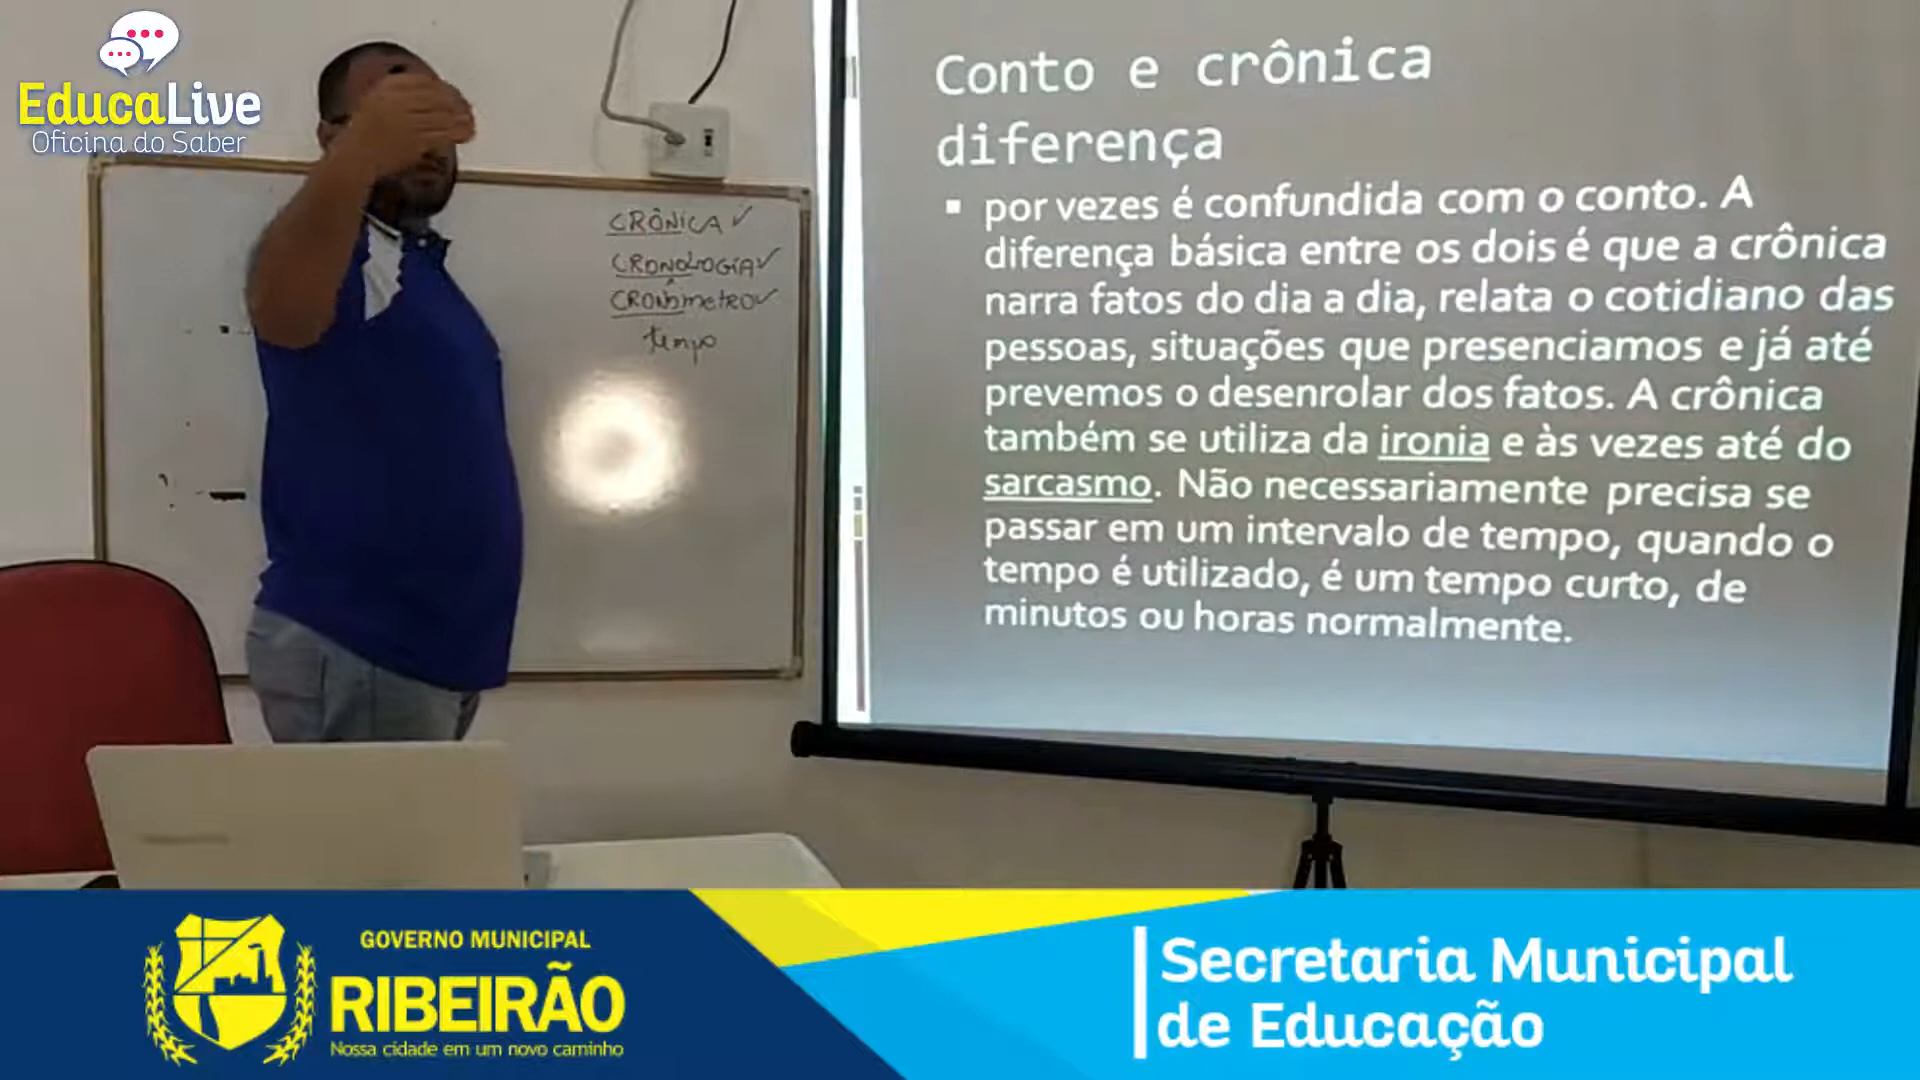 EducaLive
Oficina do Saber
CRÔNICA ✓
CRONOLOGIA ✓
CRONÔMETRO ✓
tempo
Conto e crônica
diferença
▪ por vezes é confundida com o conto. A
diferença básica entre os dois é que a crônica
narra fatos do dia a dia, relata o cotidiano das
pessoas, situações que presenciamos e já até
prevemos o desenrolar dos fatos. A crônica
também se utiliza da ironia e às vezes até do
sarcasmo. Não necessariamente precisa se
passar em um intervalo de tempo, quando o
tempo é utilizado, é um tempo curto, de
minutos ou horas normalmente.
GOVERNO MUNICIPAL
RIBEIRÃO
Nossa cidade em um novo caminho
Secretaria Municipal
de Educação